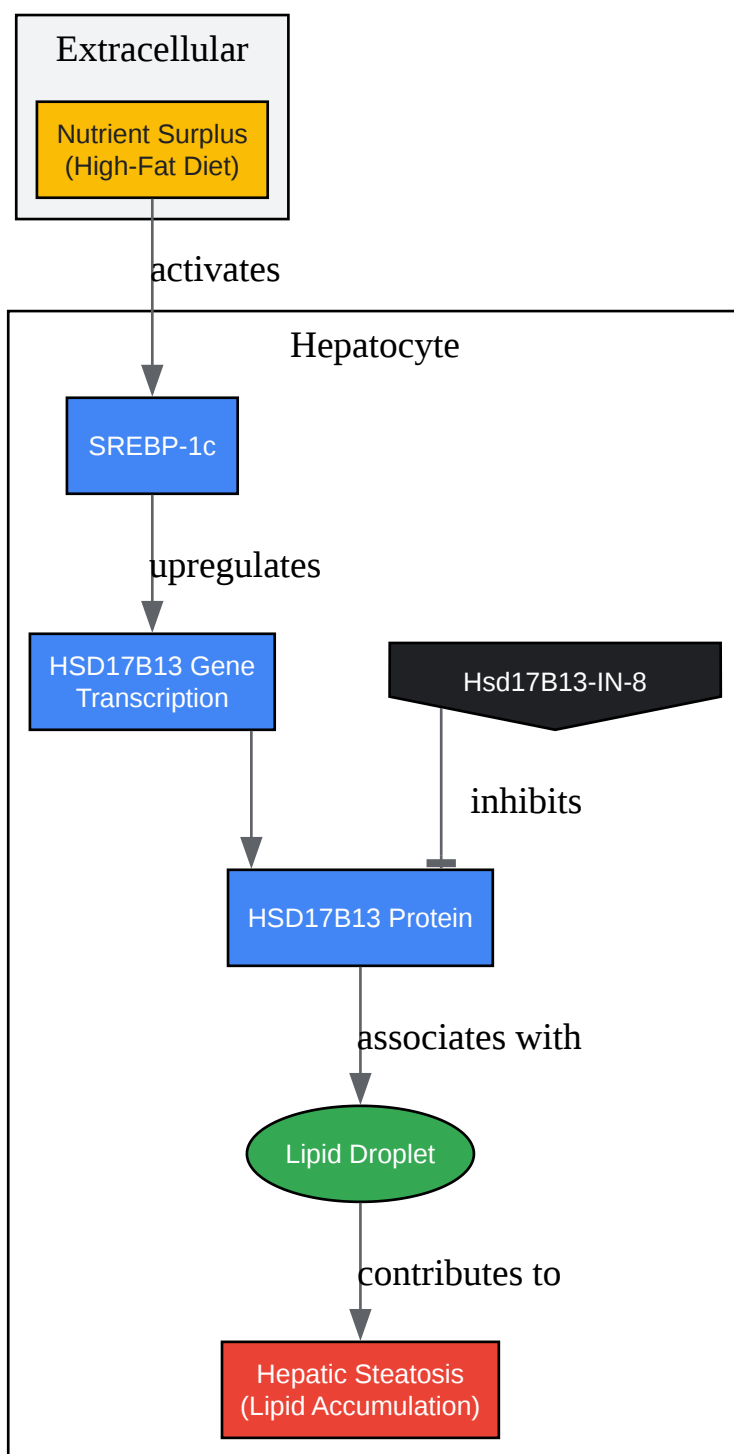 Extracellular
Nutrient Surplus
(High-Fat Diet)
activates
Hepatocyte
SREBP-1c
upregulates
HSD17B13 Gene
Transcription
Hsd17B13-IN-8
inhibits
HSD17B13 Protein
associates with
Lipid Droplet
contributes to
Hepatic Steatosis
(Lipid Accumulation)